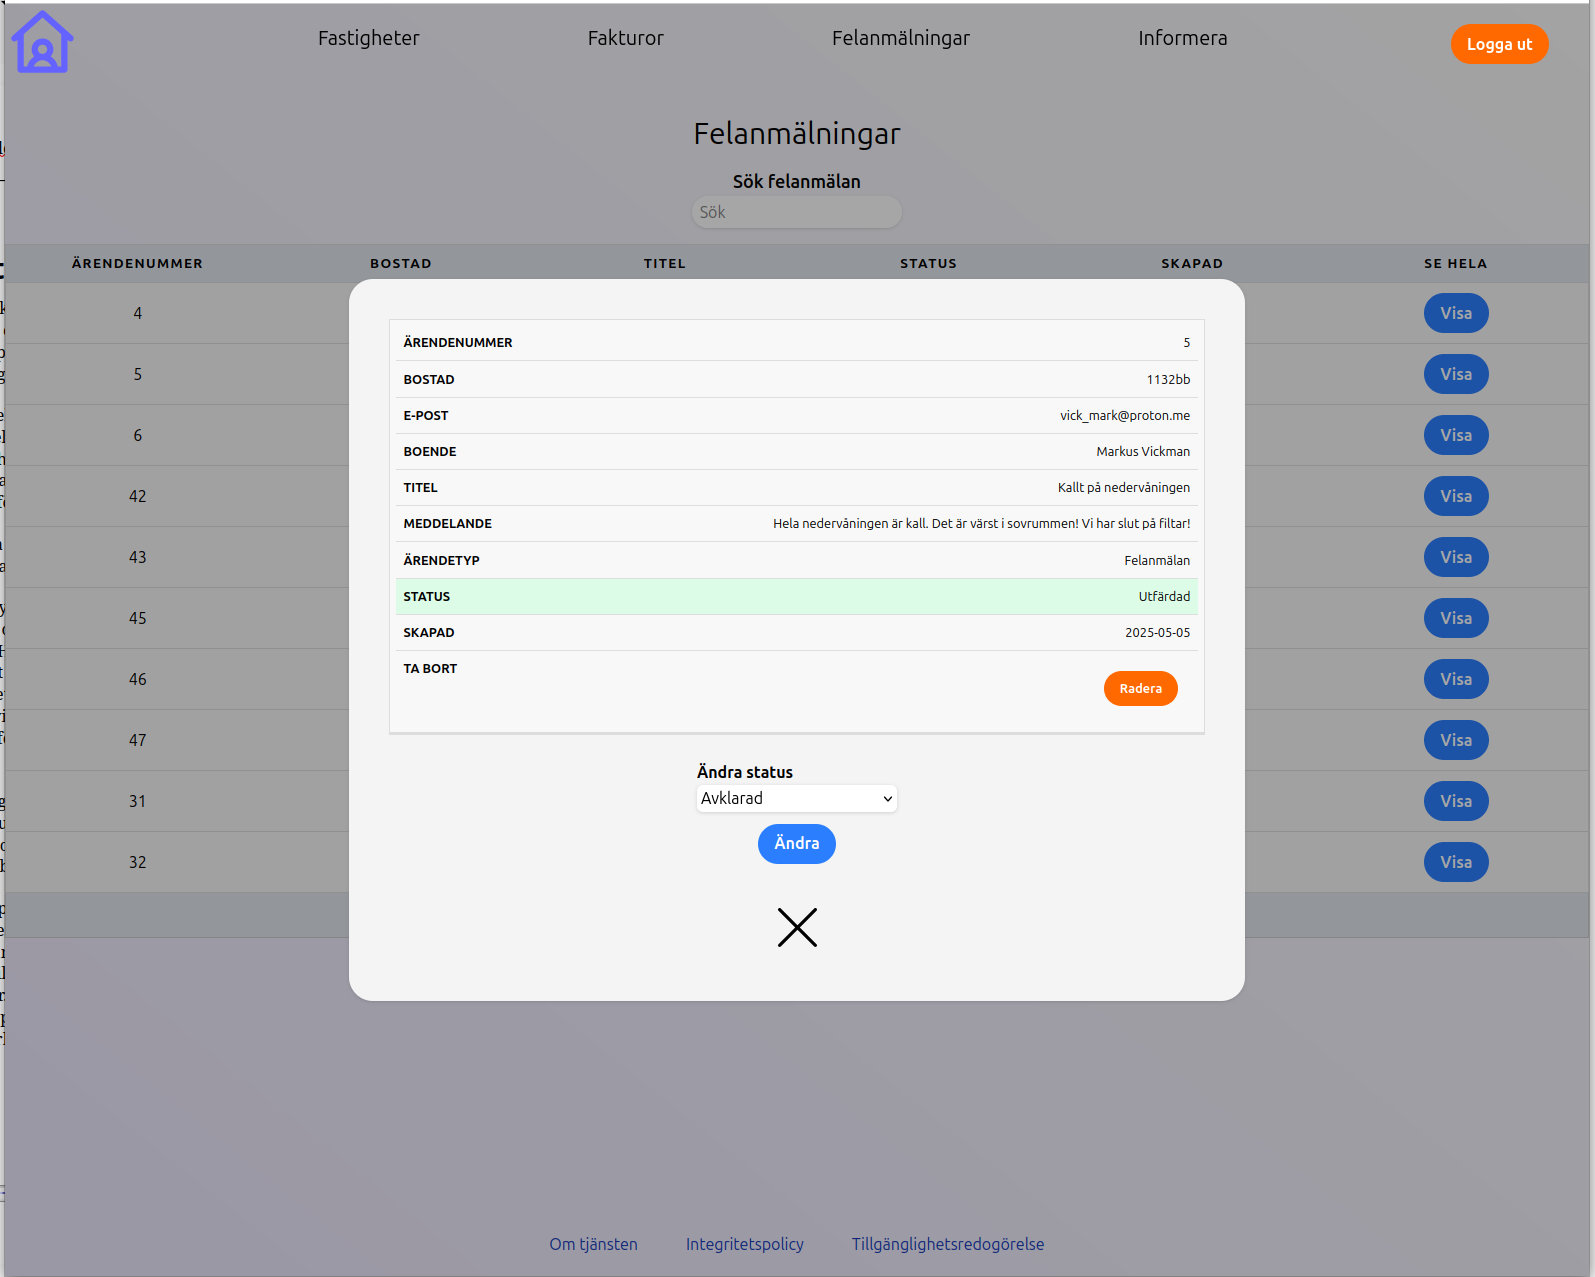 Fastigheter Fakturor Felanmälningar Informera Logga ut
Felanmälningar
Sök felanmälan
Sök
ÄRENDENUMMER BOSTAD TITEL STATUS SKAPAD SE HELA
4 Visa
5 Visa
6 Visa
42 Visa
43 Visa
45 Visa
46 Visa
47 Visa
31 Visa
32 Visa
ÄRENDENUMMER 5
BOSTAD 1132bb
E-POST vick_mark@proton.me
BOENDE Markus Vickman
TITEL Kallt på nedervåningen
MEDDELANDE Hela nedervåningen är kall. Det är värst i sovrummen! Vi har slut på filtar!
ÄRENDETYP Felanmälan
STATUS Utfärdad
SKAPAD 2025-05-05
TA BORT
Radera
Ändra status
Avklarad
Ändra
Om tjänsten Integritetspolicy Tillgänglighetsredogörelse